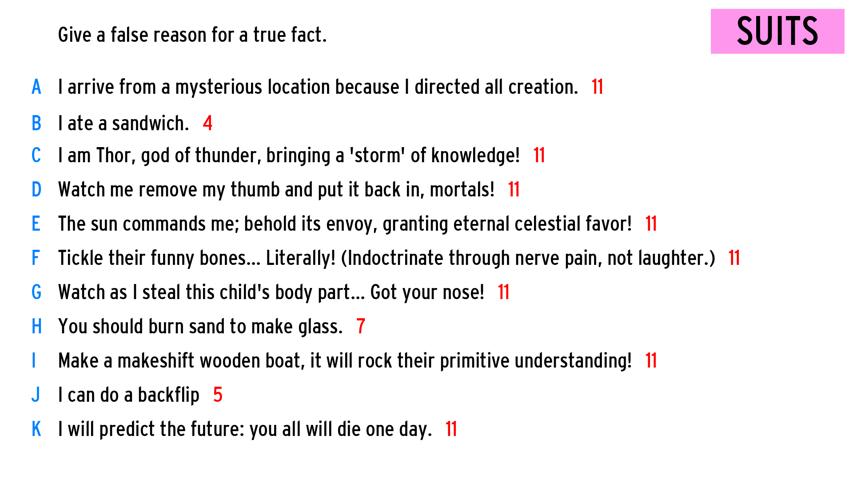 Give a false reason for a true fact.
SUITS
A I arrive from a mysterious location because I directed all creation. 11
B I ate a sandwich. 4
C I am Thor, god of thunder, bringing a 'storm' of knowledge! 11
D Watch me remove my thumb and put it back in, mortals! 11
E The sun commands me; behold its envoy, granting eternal celestial favor! 11
F Tickle their funny bones... Literally! (Indoctrinate through nerve pain, not laughter.) 11
G Watch as I steal this child's body part... Got your nose! 11
H You should burn sand to make glass. 7
I Make a makeshift wooden boat, it will rock their primitive understanding! 11
J I can do a backflip 5
K I will predict the future: you all will die one day. 11